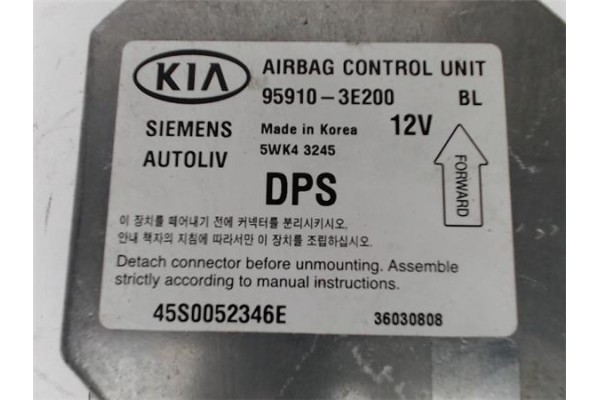 KIA AIRBAG CONTROL UNIT
95910-3E200 BL
SIEMENS Made in Korea 12V
AUTOLIV 5WK4 3245
DPS
FORWARD
이 장치를 떼어내기 전에 커넥터를 분리시키시오.
안내 책자의 지침에 따라서만 이 장치를 조립하십시오.
Detach connector before unmounting. Assemble
strictly according to manual instructions.
45S0052346E 36030808